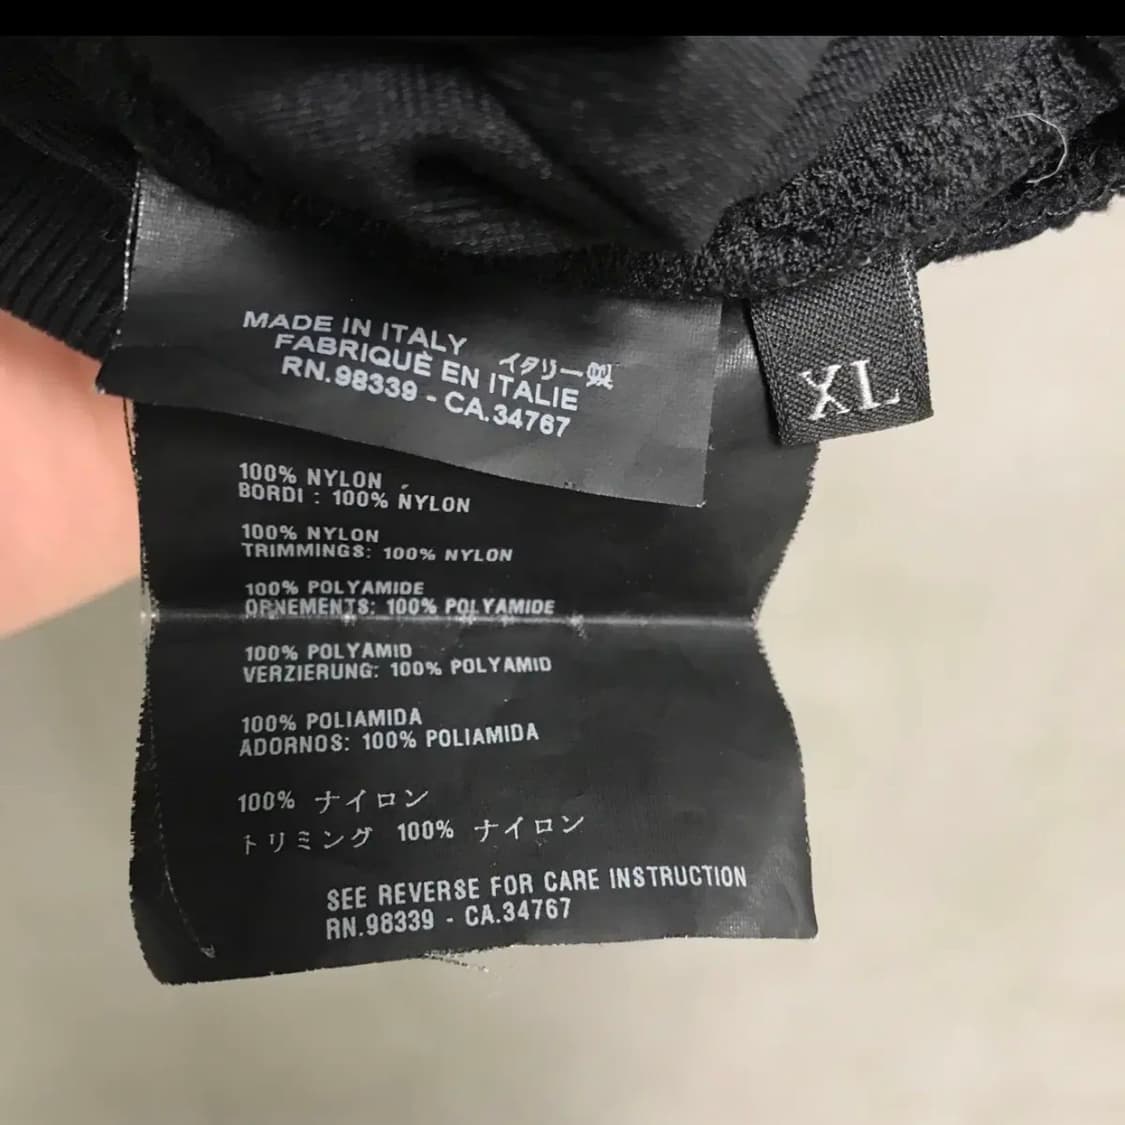 MADE IN ITALY
イタリー製
FABRIQUÈ EN ITALIE
RN.98339 - CA.34767
XL
100% NYLON
BORDI : 100% NYLON
100% NYLON
TRIMMINGS: 100% NYLON
100% POLYAMIDE
ORNEMENTS: 100% POLYAMIDE
100% POLYAMID
VERZIERUNG: 100% POLYAMID
100% POLIAMIDA
ADORNOS: 100% POLIAMIDA
100% ナイロン
トリミング 100% ナイロン
SEE REVERSE FOR CARE INSTRUCTION
RN.98339 - CA.34767